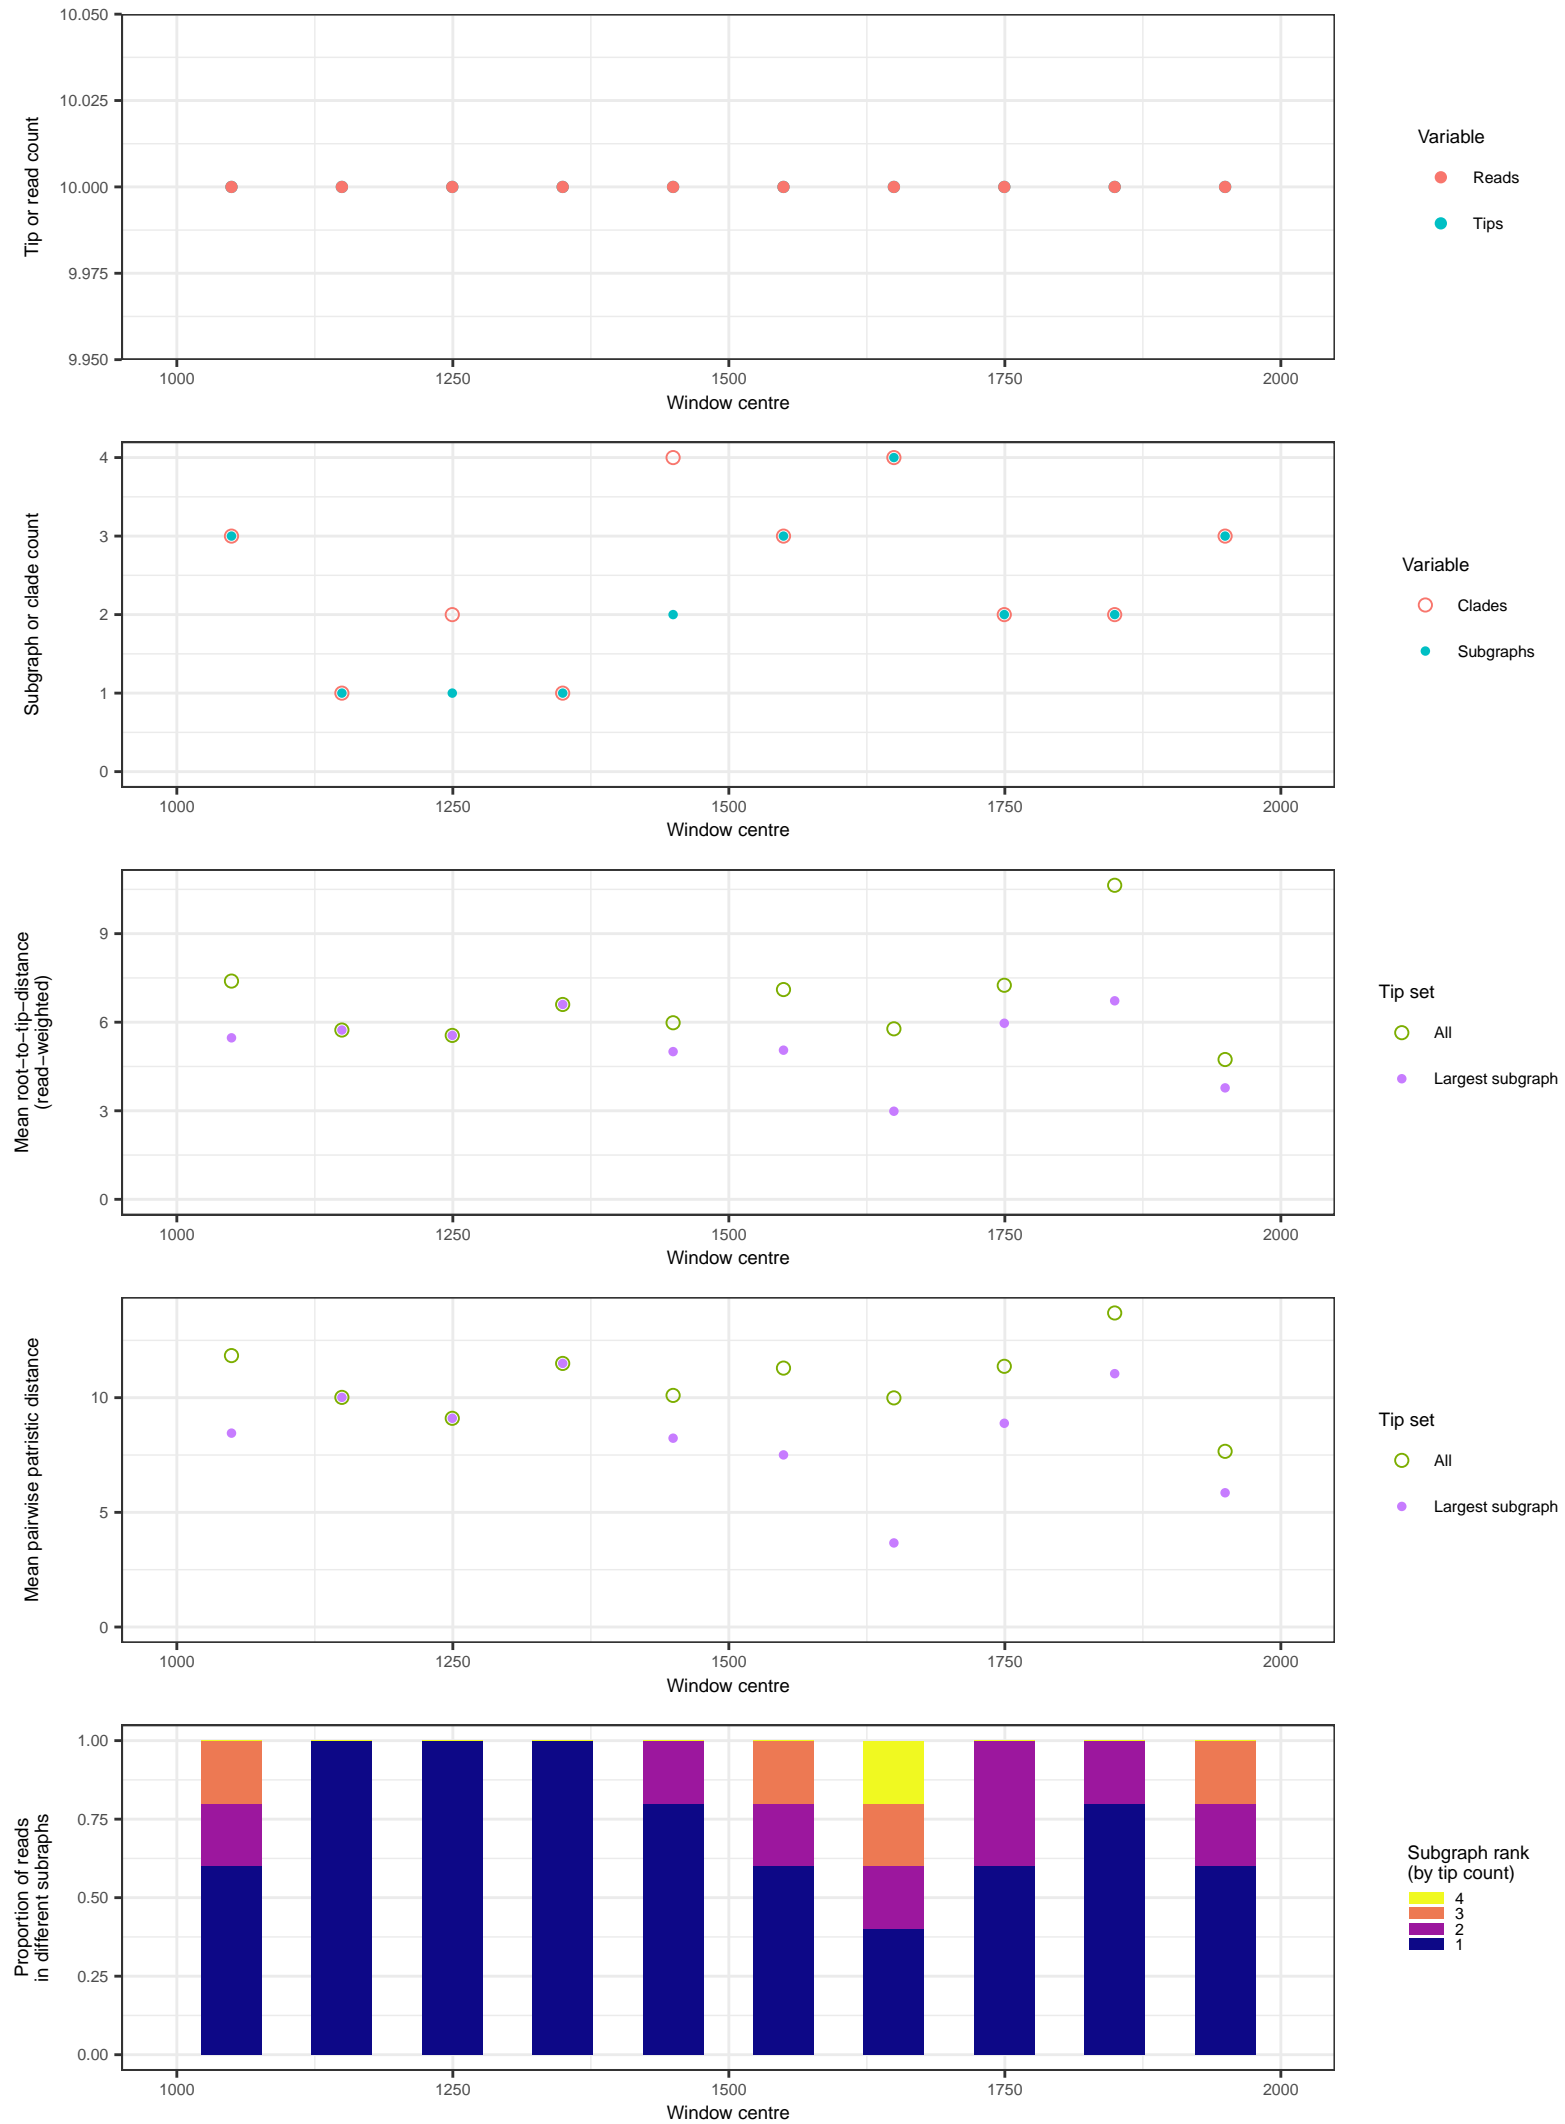 10.050
10.025
10.000
9.975
9.950
Tip or read count
1000 1250 1500 1750 2000
Window centre
Variable
Reads
Tips
4
3
2
1
0
Subgraph or clade count
1000 1250 1500 1750 2000
Window centre
Variable
Clades
Subgraphs
9
6
3
0
Mean root−to−tip−distance
(read−weighted)
1000 1250 1500 1750 2000
Window centre
Tip set
All
Largest subgraph
10
5
0
Mean pairwise patristic distance
1000 1250 1500 1750 2000
Window centre
Tip set
All
Largest subgraph
1.00
0.75
0.50
0.25
0.00
Proportion of reads
in different subraphs
1000 1250 1500 1750 2000
Window centre
Subgraph rank
(by tip count)
4
3
2
1